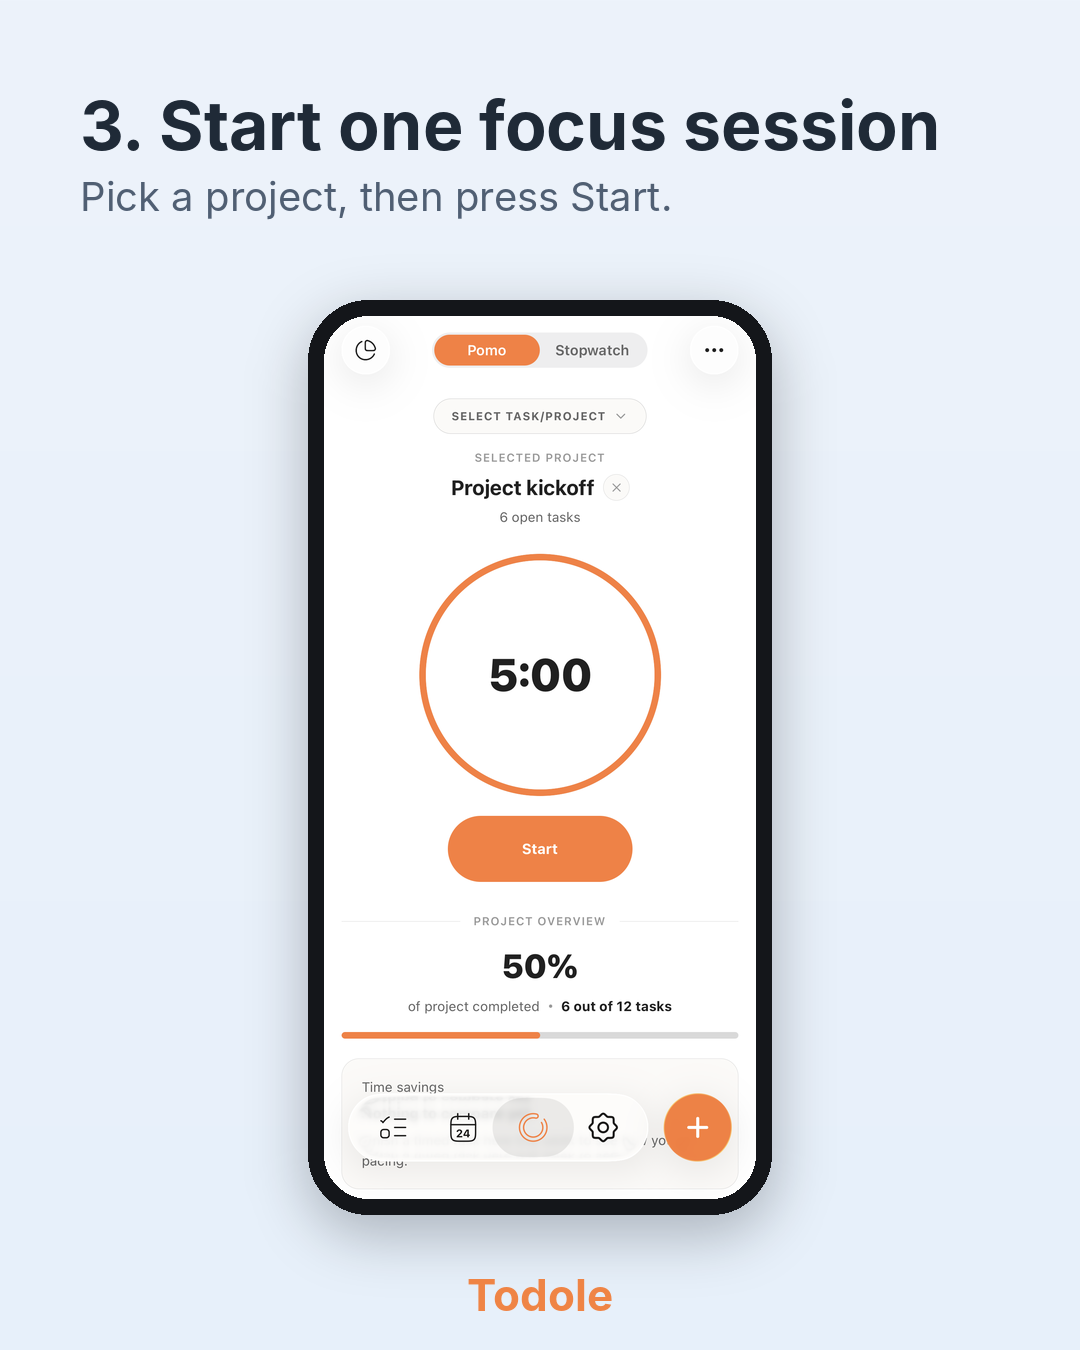 3. Start one focus session
Pick a project, then press Start.
Pomo Stopwatch
SELECT TASK/PROJECT
SELECTED PROJECT
Project kickoff
6 open tasks
5:00
Start
PROJECT OVERVIEW
50%
of project completed • 6 out of 12 tasks
Time savings
24
pacing.
Todole